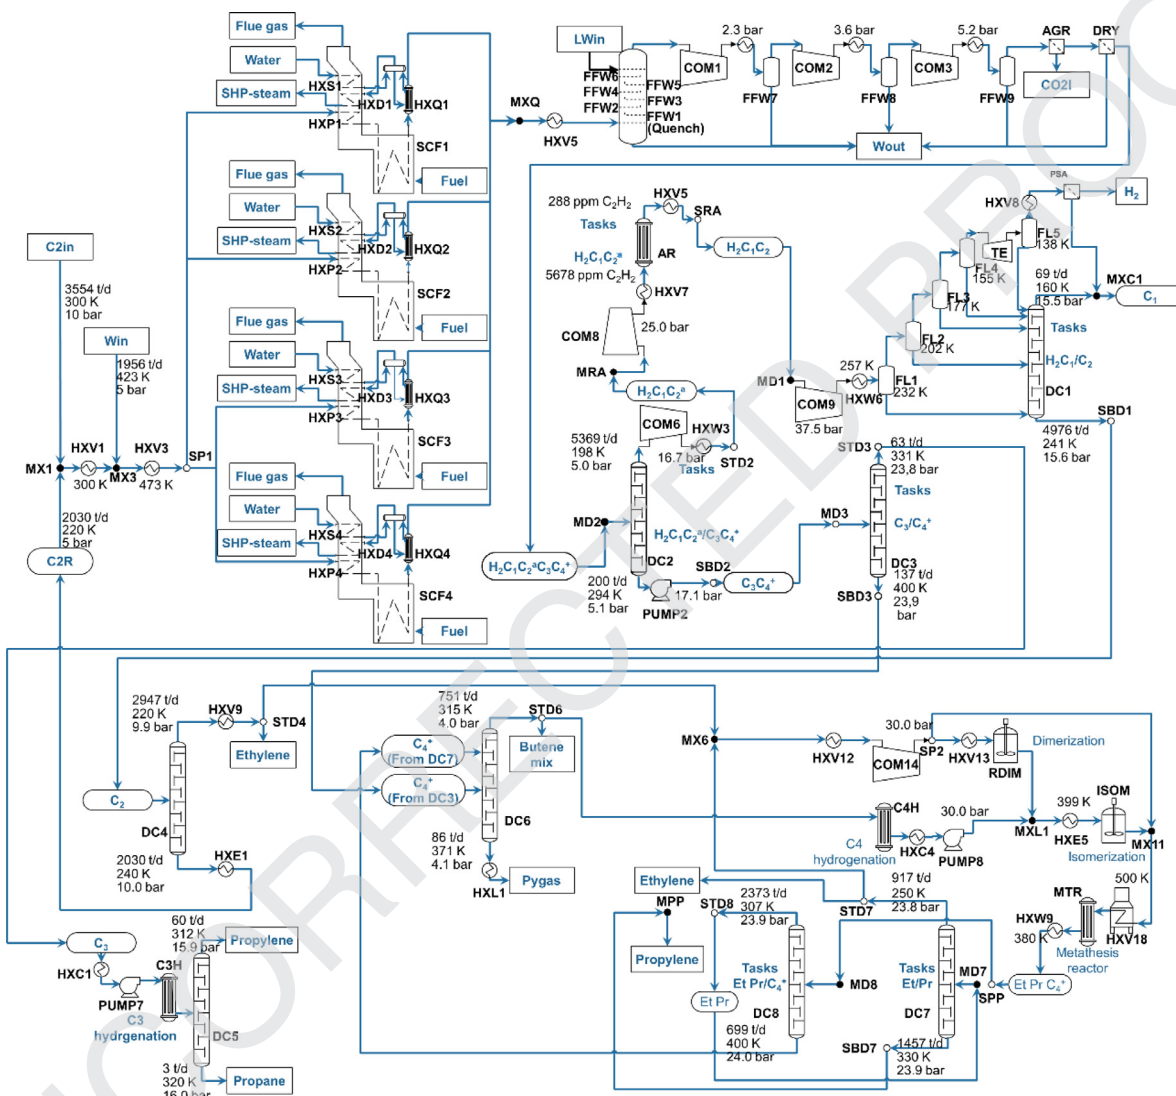 Flue gas
Water
SHP-steam
HXS1
HXD1
HXQ1
HXP1
SCF1
Fuel
Flue gas
Water
SHP-steam
HXS2
HXD2
HXQ2
HXP2
SCF2
Fuel
Flue gas
Water
SHP-steam
HXS3
HXD3
HXQ3
HXP3
SCF3
Fuel
Flue gas
Water
SHP-steam
HXS4
HXD4
HXQ4
HXP4
SCF4
Fuel
C2in
3554 t/d
300 K
10 bar
Win
1956 t/d
423 K
5 bar
HXV1
HXV3
SP1
MX1
300 K
MX3
473 K
2030 t/d
220 K
5 bar
C2R
MXQ
HXV5
LWin
FFW6
FFW5
FFW4
FFW3
FFW2
FFW1
(Quench)
COM1
2.3 bar
FFW7
COM2
3.6 bar
FFW8
COM3
5.2 bar
FFW9
AGR
DRY
CO2I
Wout
288 ppm C₂H₂
HXV5
SRA
Tasks
H₂C₁C₂ᵃ
AR
H₂C₁C₂
5678 ppm C₂H₂
HXV7
COM8
25.0 bar
MRA
H₂C₁C₂ᵃ
COM6
HXW3
16.7 bar
STD2
Tasks
5369 t/d
198 K
5.0 bar
MD2
H₂C₁C₂ᵃ/C₃C₄⁺
DC2
H₂C₁C₂ᵃC₃C₄⁺
200 t/d
294 K
5.1 bar
PUMP2
SBD2
17.1 bar
C₃C₄⁺
MD3
MD1
COM9
37.5 bar
257 K
HXW6
FL1
232 K
FL2
202 K
FL3
177 K
FL4
155 K
TE
FL5
138 K
HXV8
PSA
H₂
69 t/d
160 K
15.5 bar
MXC1
C₁
Tasks
H₂C₁/C₂
DC1
SBD1
4976 t/d
241 K
15.6 bar
STD3
63 t/d
331 K
23,8 bar
Tasks
C₃/C₄⁺
DC3
137 t/d
400 K
23,9
bar
SBD3
2947 t/d
220 K
9.9 bar
HXV9
STD4
Ethylene
C₂
DC4
2030 t/d
240 K
10.0 bar
HXE1
751 t/d
315 K
4.0 bar
STD6
Butene
mix
C₄⁺
(From DC7)
C₄⁺
(From DC3)
DC6
86 t/d
371 K
4.1 bar
HXL1
Pygas
MX6
HXV12
COM14
30.0 bar
SP2
HXV13
RDIM
Dimerization
C4H
C4
hydrogenation
HXC4
PUMP8
30.0 bar
MXL1
399 K
HXE5
ISOM
Isomerization
MX11
500 K
HXV18
MTR
Metathesis
reactor
HXW9
380 K
Et Pr C₄⁺
SPP
MD7
917 t/d
250 K
23.8 bar
STD7
Ethylene
Tasks
Et/Pr
DC7
1457 t/d
330 K
23.9 bar
SBD7
MPP
Propylene
2373 t/d
307 K
23.9 bar
STD8
Tasks
Et Pr/C₄⁺
DC8
MD8
Et Pr
699 t/d
400 K
24.0 bar
C₃
HXC1
PUMP7
C3H
C3
hydrgenation
60 t/d
312 K
15.9 bar
Propylene
DC5
3 t/d
320 K
16.0 bar
Propane
CORRECTED PROO